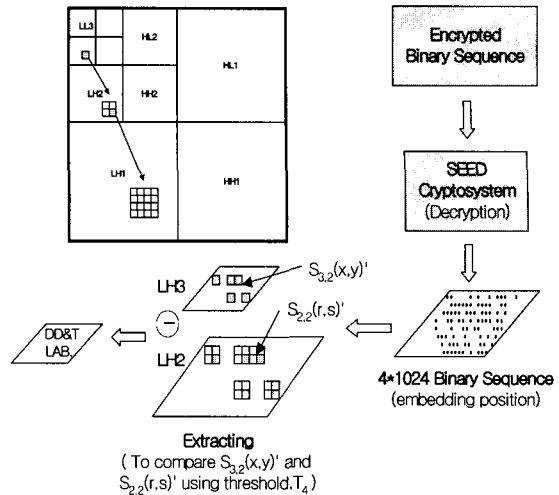 LL3
HL2
HL1
LH2
HH2
LH1
HH1
Encrypted
Binary Sequence
SEED
Cryptosystem
(Decryption)
4*1024 Binary Sequence
(embedding position)
LH3
S3,2(x,y)'
S2,2(r,s)'
LH2
DD&T
LAB.
Extracting
( To compare S3,2(x,y)' and
S2,2(r,s)' using threshold,T4)